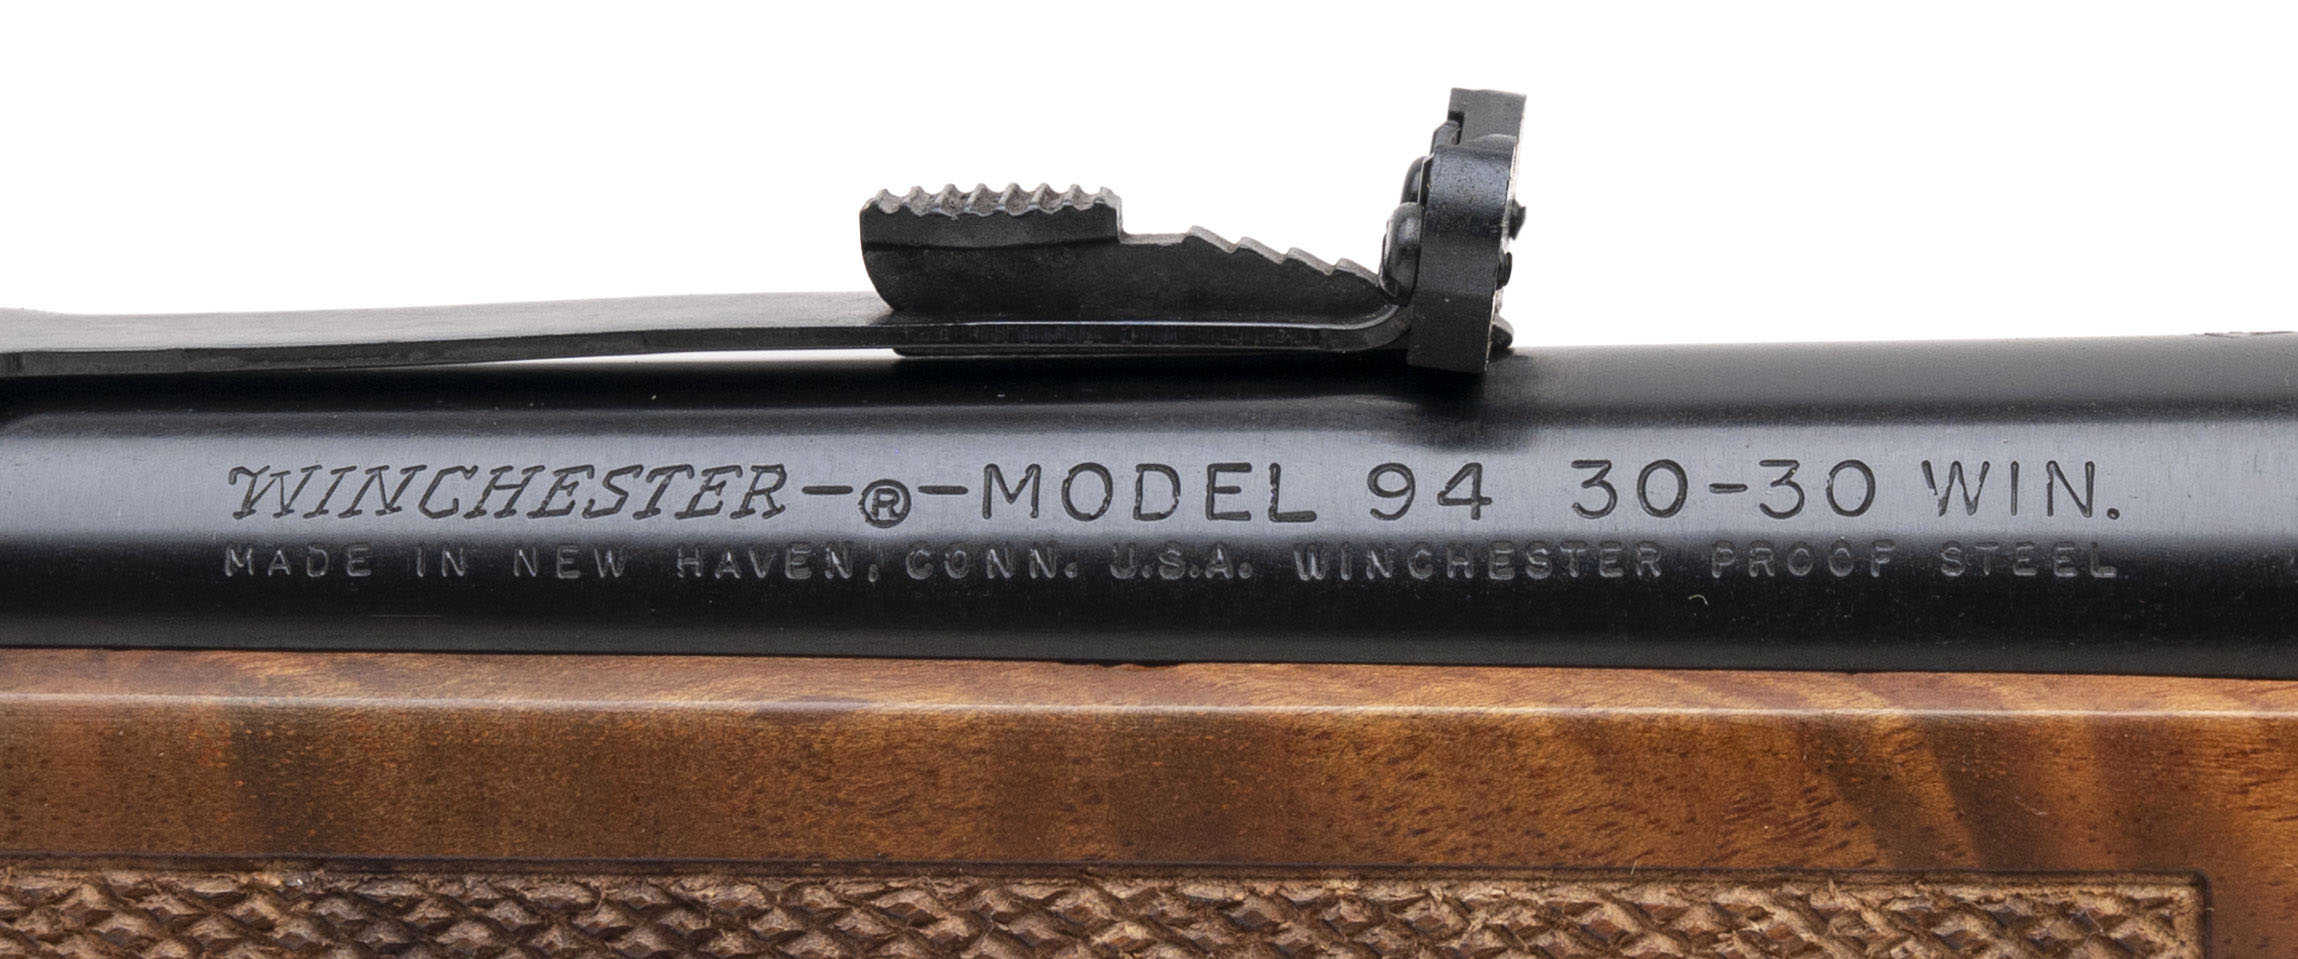 WINCHESTER-®-MODEL 94 30-30 WIN.
MADE IN NEW HAVEN, CONN. U.S.A. WINCHESTER PROOF STEEL